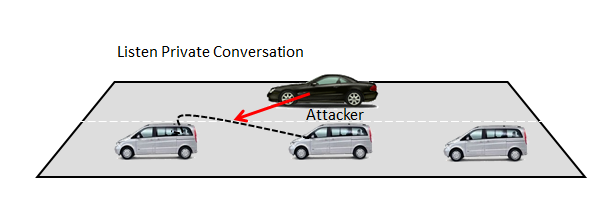 Listen Private Conversation
Attacker